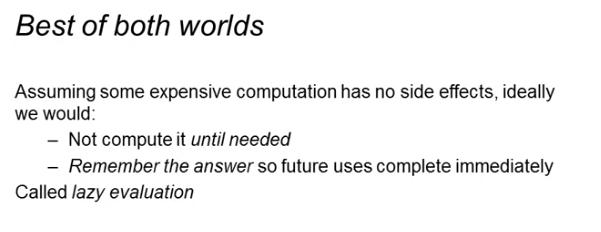 Best of both worlds
Assuming some expensive computation has no side effects, ideally
we would:
– Not compute it until needed
– Remember the answer so future uses complete immediately
Called lazy evaluation